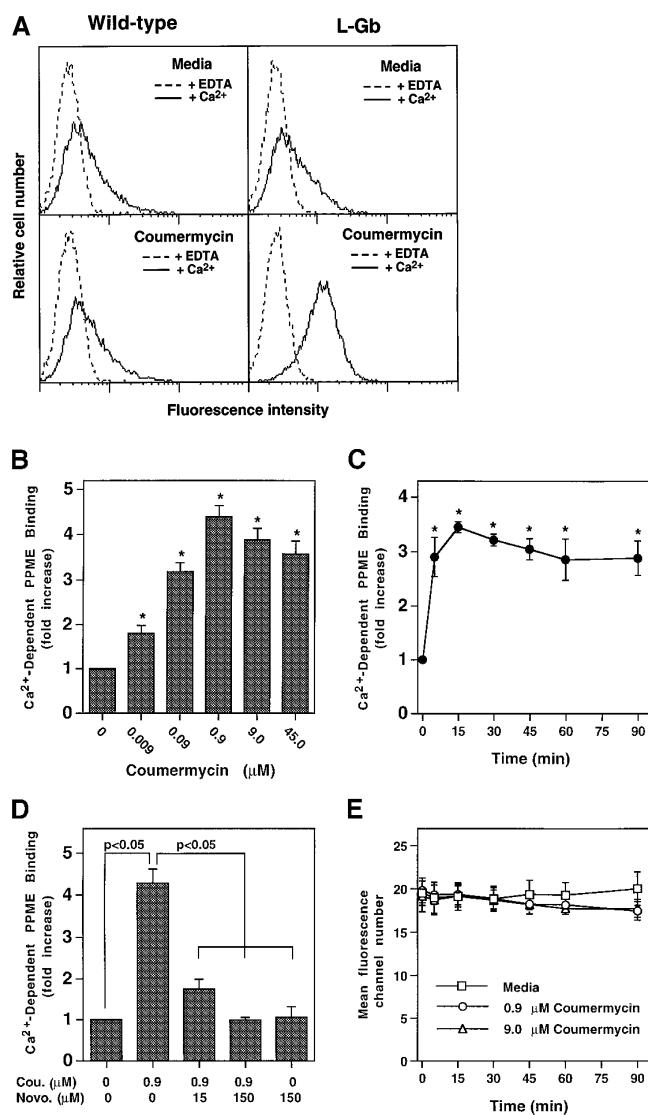 A
Wild-type
L-Gb
Media
+ EDTA
+ Ca²⁺
Media
+ EDTA
+ Ca²⁺
Coumermycin
+ EDTA
+ Ca²⁺
Coumermycin
+ EDTA
+ Ca²⁺
Relative cell number
Fluorescence intensity
B
Ca²⁺-Dependent PPME Binding
(fold increase)
5
4
3
2
1
0
* * * * *
0 0.009 0.09 0.9 9.0 45.0
Coumermycin (μM)
C
Ca²⁺-Dependent PPME Binding
(fold increase)
4
3
2
1
0
* * * * * *
0 15 30 45 60 75 90
Time (min)
D
Ca²⁺-Dependent PPME Binding
(fold increase)
5
4
3
2
1
0
p<0.05 p<0.05
Cou. (μM) 0 0.9 0.9 0.9 0
Novo. (μM) 0 0 15 150 150
E
Mean fluorescence
channel number
25
20
15
10
5
0
Media
0.9 μM Coumermycin
9.0 μM Coumermycin
0 15 30 45 60 75 90
Time (min)